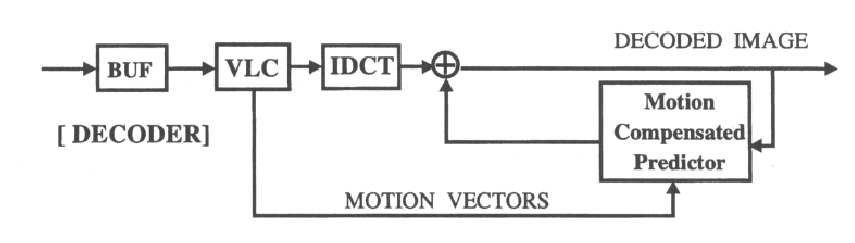 DECODED IMAGE
BUF
VLC
IDCT
Motion
Compensated
Predictor
[ DECODER]
MOTION VECTORS